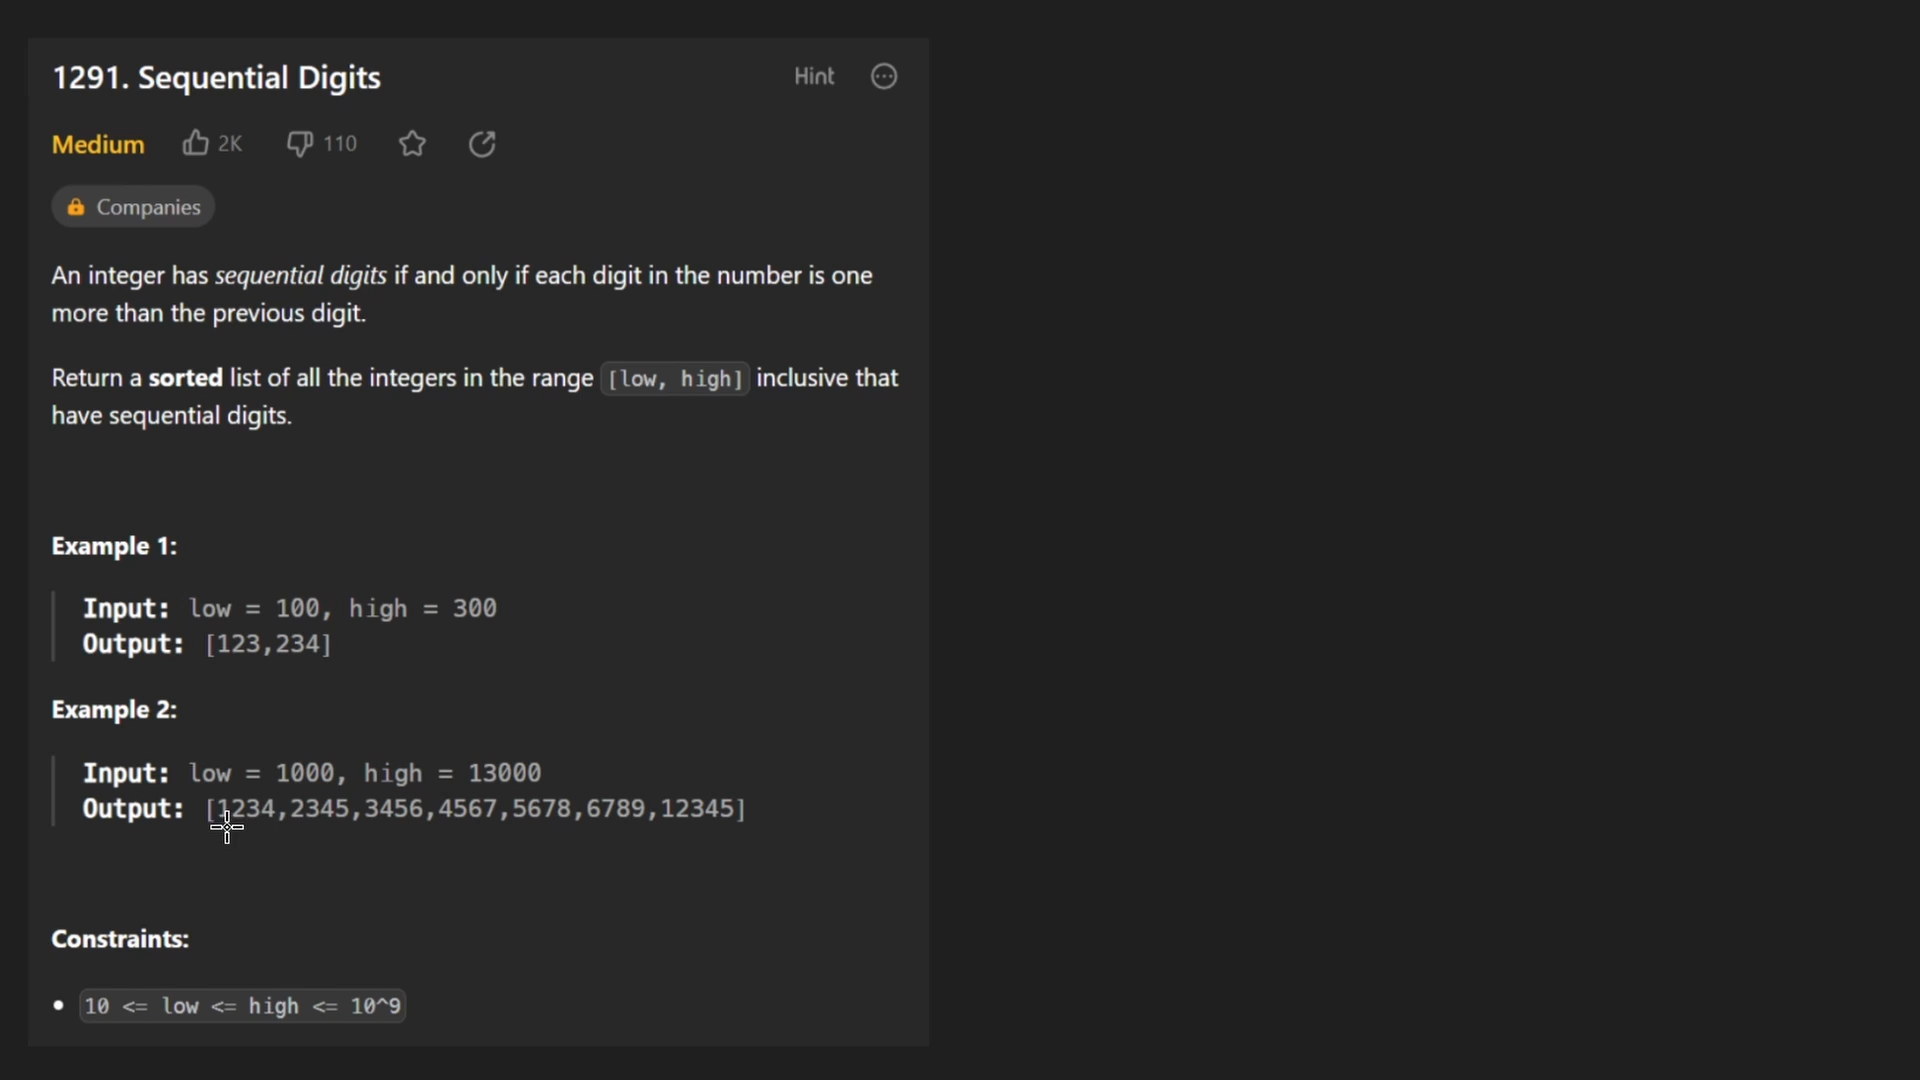 1291. Sequential Digits
Hint
Medium 2K 110
Companies
An integer has sequential digits if and only if each digit in the number is one
more than the previous digit.
Return a sorted list of all the integers in the range [low, high] inclusive that
have sequential digits.
Example 1:
Input: low = 100, high = 300
Output: [123,234]
Example 2:
Input: low = 1000, high = 13000
Output: [1234,2345,3456,4567,5678,6789,12345]
Constraints:
• 10 <= low <= high <= 10^9